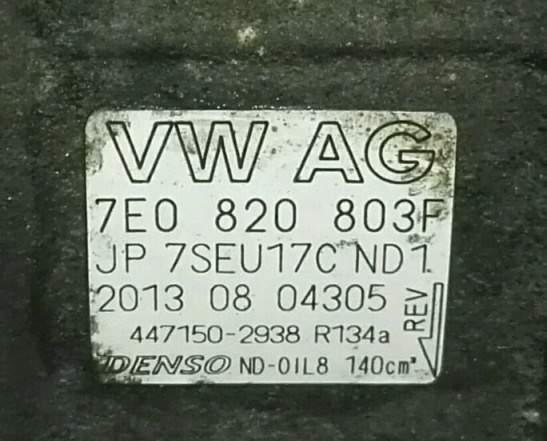 VW AG
7E0 820 803F
JP 7SEU17C ND1
2013 08 04305
REV
447150-2938 R134a
DENSO ND-OIL8 140cm³